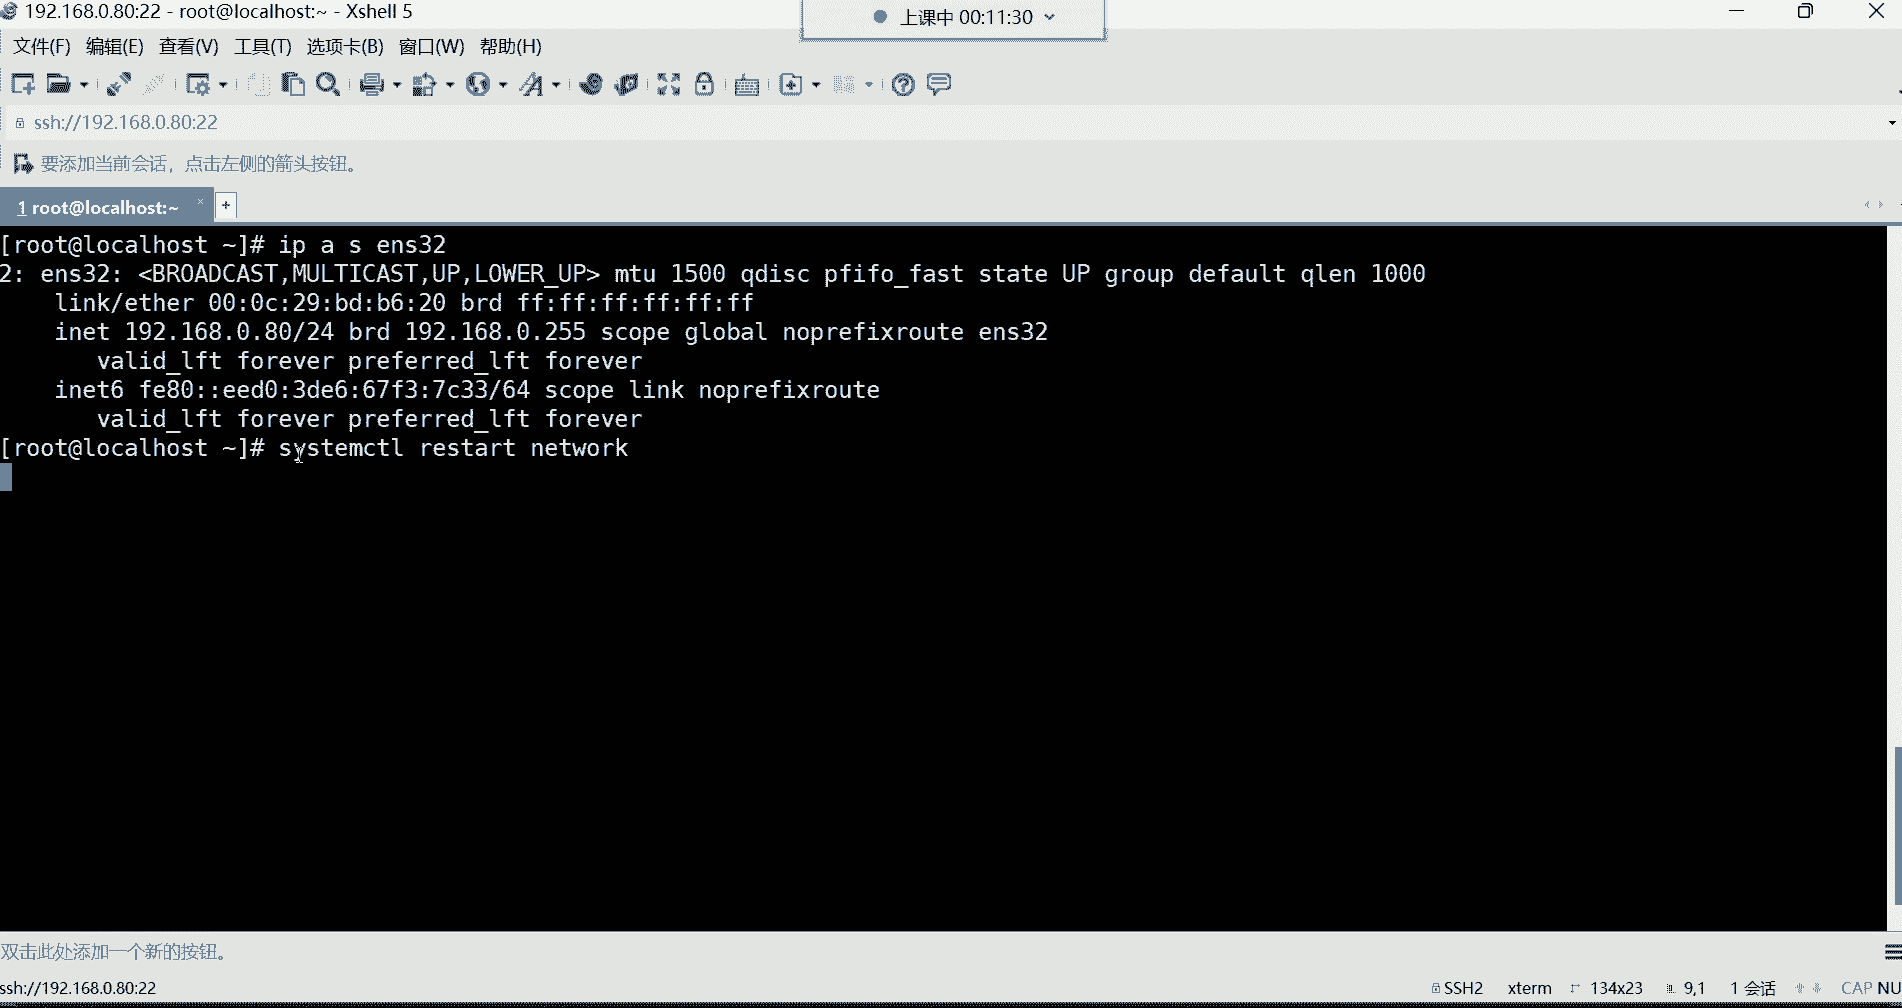 192.168.0.80:22 - root@localhost:~ - Xshell 5
上课中 00:11:30
文件(F) 编辑(E) 查看(V) 工具(T) 选项卡(B) 窗口(W) 帮助(H)
ssh://192.168.0.80:22
要添加当前会话，点击左侧的箭头按钮。
1 root@localhost:~ × +
[root@localhost ~]# ip a s ens32
2: ens32: <BROADCAST,MULTICAST,UP,LOWER_UP> mtu 1500 qdisc pfifo_fast state UP group default qlen 1000
    link/ether 00:0c:29:bd:b6:20 brd ff:ff:ff:ff:ff:ff
    inet 192.168.0.80/24 brd 192.168.0.255 scope global noprefixroute ens32
       valid_lft forever preferred_lft forever
    inet6 fe80::eed0:3de6:67f3:7c33/64 scope link noprefixroute
       valid_lft forever preferred_lft forever
[root@localhost ~]# systemctl restart network
双击此处添加一个新的按钮。
ssh://192.168.0.80:22 SSH2 xterm 134x23 9,1 1 会话 CAP NU